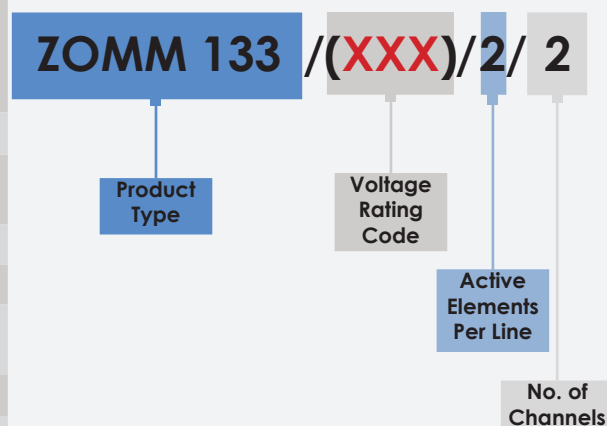 ZOMM 133 /(XXX)/2/ 2
Product
Type
Voltage
Rating
Code
Active
Elements
Per Line
No. of
Channels